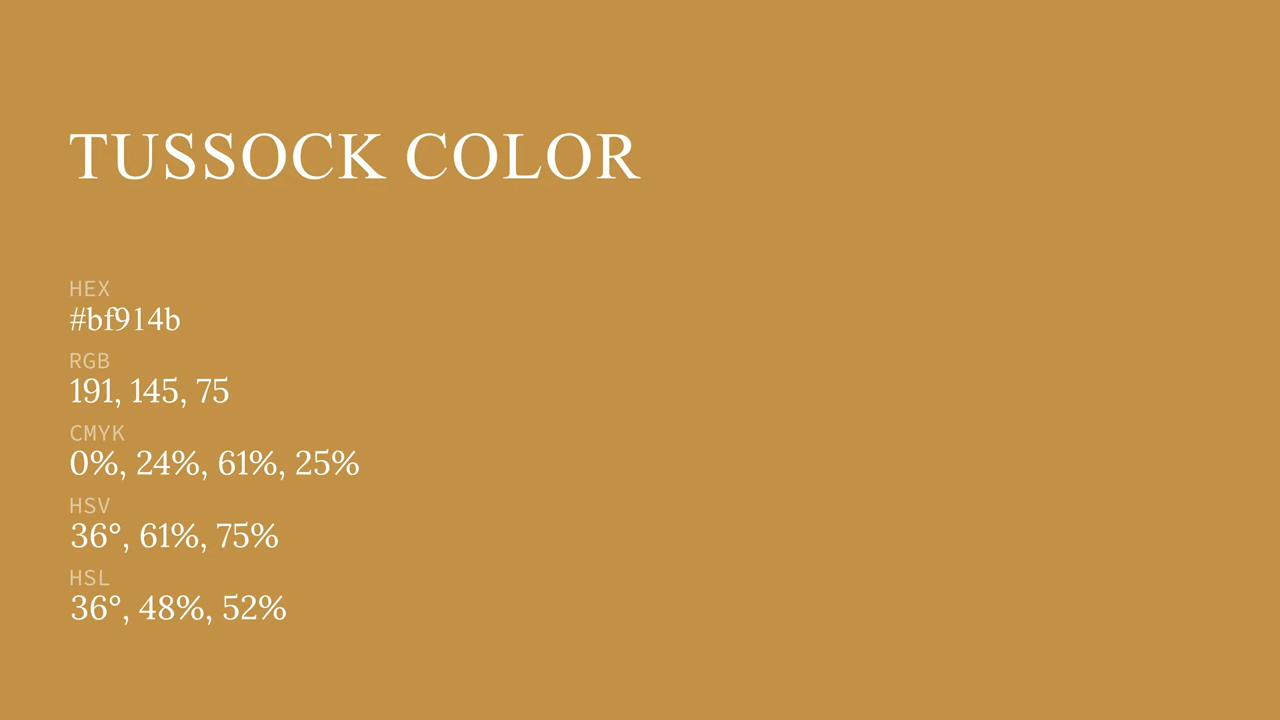 TUSSOCK COLOR
HEX
#bf914b
RGB
191, 145, 75
CMYK
0%, 24%, 61%, 25%
HSV
36°, 61%, 75%
HSL
36°, 48%, 52%